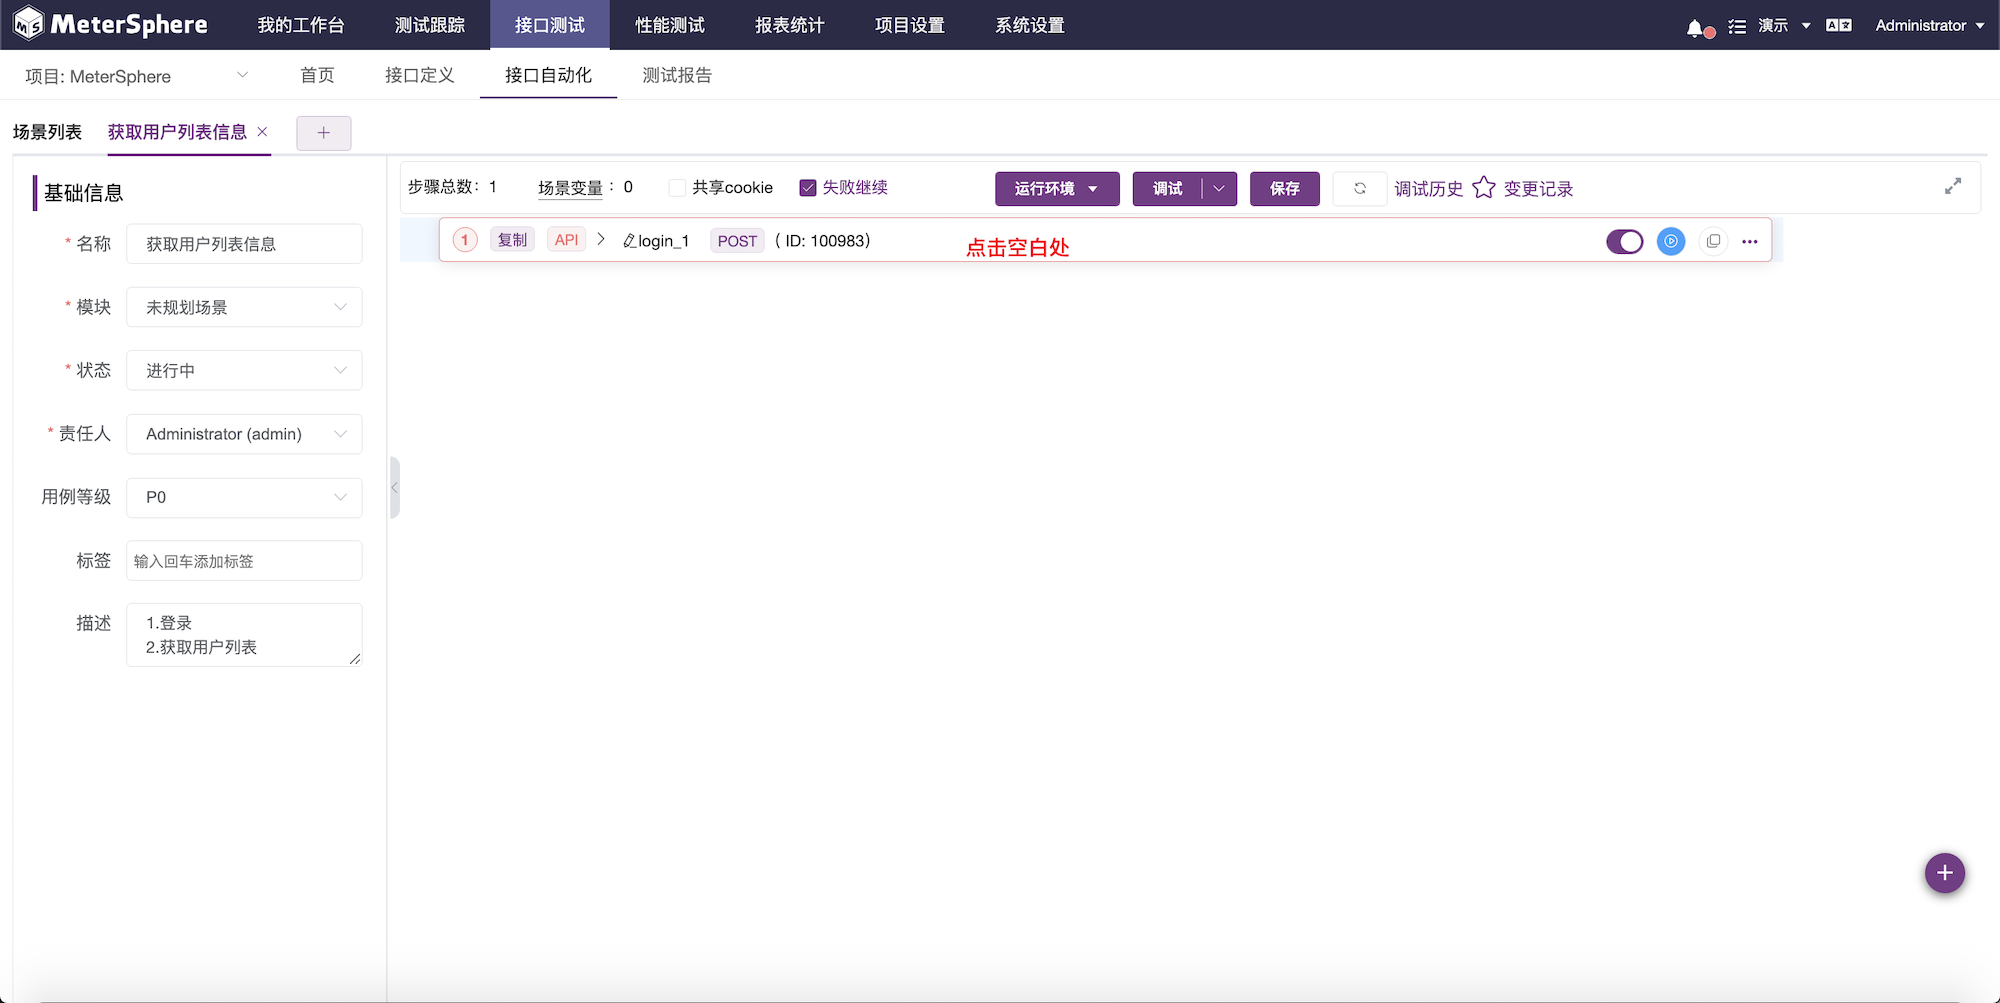 MeterSphere 我的工作台 测试跟踪 接口测试 性能测试 报表统计 项目设置 系统设置 演示 Administrator
项目: MeterSphere 首页 接口定义 接口自动化 测试报告
场景列表 获取用户列表信息 × +
基础信息
* 名称 获取用户列表信息
* 模块 未规划场景
* 状态 进行中
* 责任人 Administrator (admin)
用例等级 P0
标签 输入回车添加标签
描述 1.登录
2.获取用户列表
步骤总数：1 场景变量：0 共享cookie 失败继续 运行环境 调试 保存 调试历史 变更记录
1 复制 API login_1 POST ( ID: 100983) 点击空白处